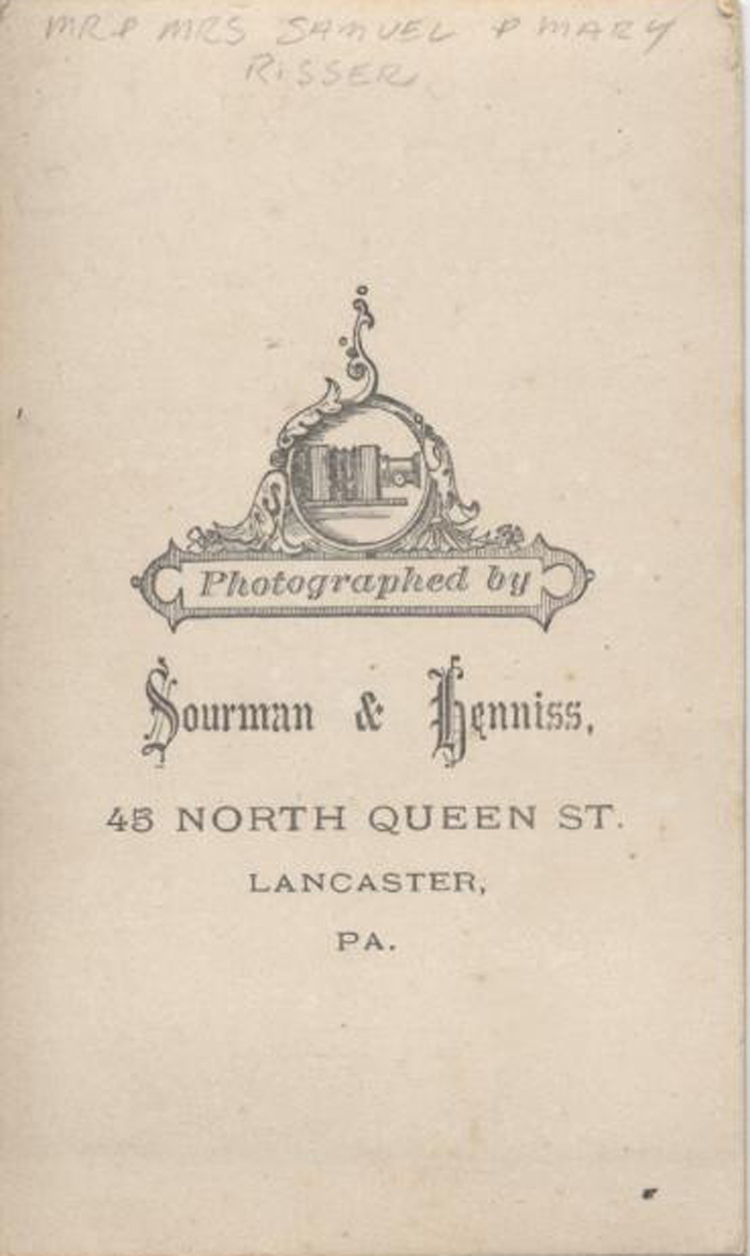 MR & MRS SAMUEL & MARY
RISSER
Photographed by
Sourman & Henniss,
45 NORTH QUEEN ST.
LANCASTER,
PA.